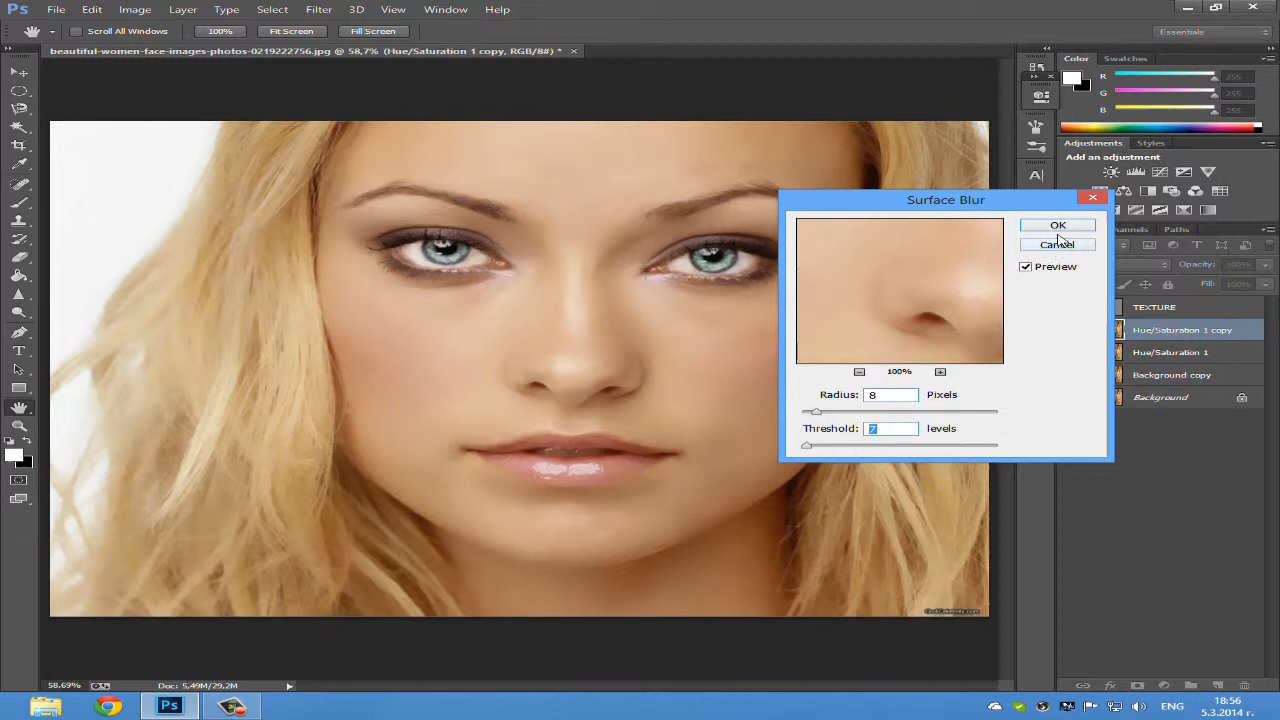 Ps File Edit Image Layer Type Select Filter 3D View Window Help
Scroll All Windows 100% Fit Screen Fill Screen Essentials
beautiful-women-face-images-photos-0219222756.jpg @ 58,7% (Hue/Saturation 1 copy, RGB/8#) * ×
Color Swatches
R 255
G 255
B 255
Adjustments Styles
Add an adjustment
Surface Blur
OK
Cancel
Preview
100%
Radius: 8 Pixels
Threshold: 7 levels
hannels Paths
Opacity: 100%
Fill: 100%
TEXTURE
Hue/Saturation 1 copy
Hue/Saturation 1
Background copy
Background
58.69% Doc: 5,49M/29,2M
Ps
ENG
18:56
5.3.2014 г.